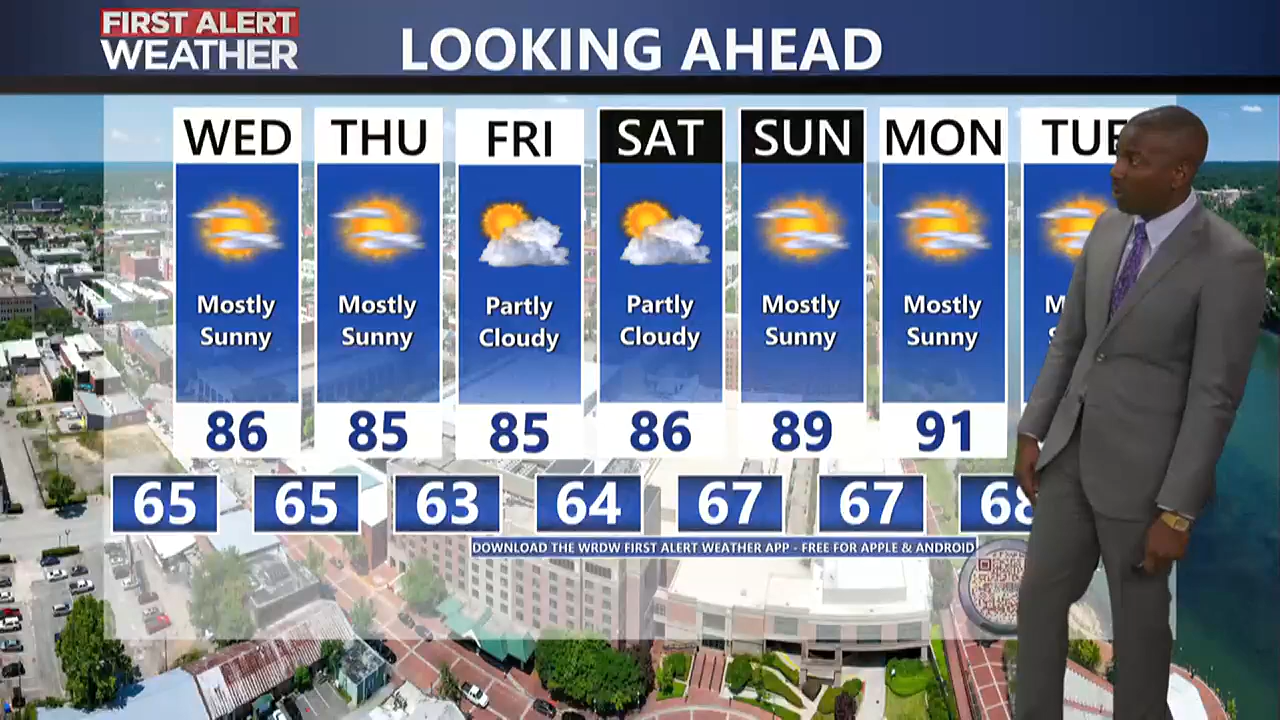 FIRST ALERT
WEATHER
LOOKING AHEAD
WED THU FRI SAT SUN MON TUE
Mostly Sunny
Mostly Sunny
Partly Cloudy
Partly Cloudy
Mostly Sunny
Mostly Sunny
86 85 85 86 89 91
65 65 63 64 67 67 68
DOWNLOAD THE WRDW FIRST ALERT WEATHER APP - FREE FOR APPLE & ANDROID